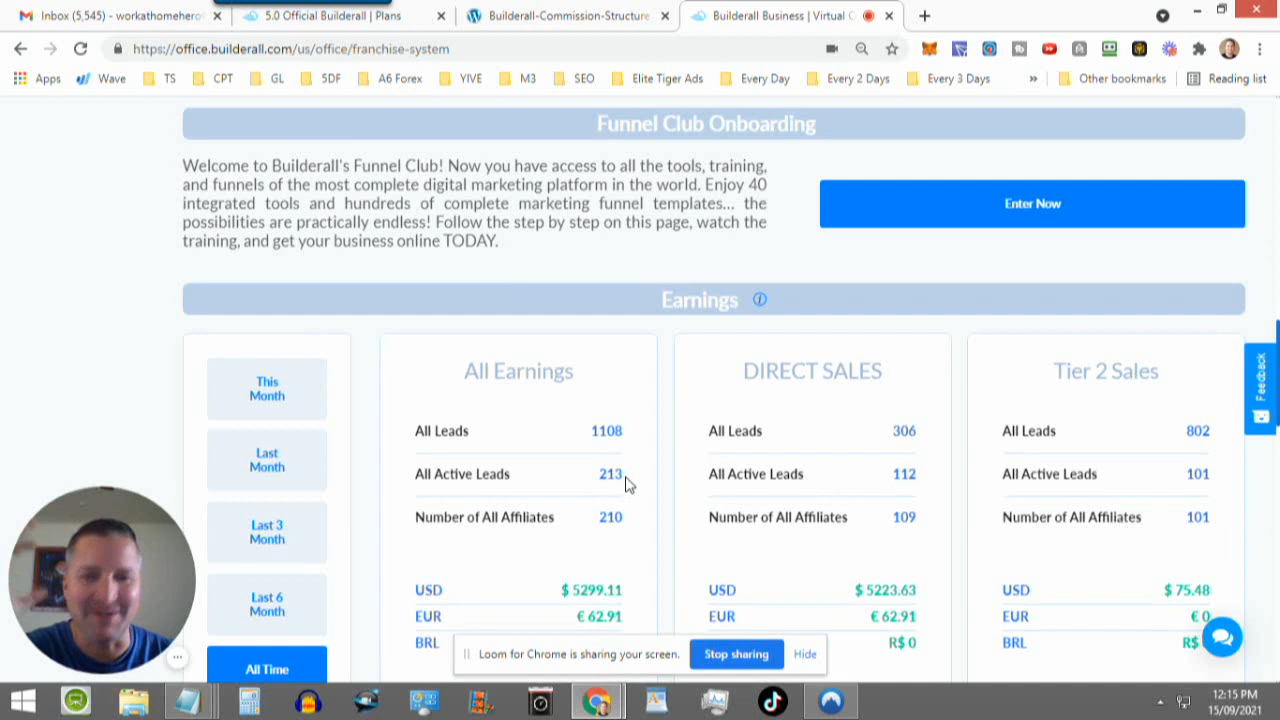 Inbox (5,545) - workathomehero
5.0 Official Builderall | Plans
Builderall-Commission-Structure
Builderall Business | Virtual
https://office.builderall.com/us/office/franchise-system
Apps Wave TS CPT GL 5DF A6 Forex YIVE M3 SEO Elite Tiger Ads Every Day Every 2 Days Every 3 Days » Other bookmarks Reading list
Funnel Club Onboarding
Welcome to Builderall's Funnel Club! Now you have access to all the tools, training,
and funnels of the most complete digital marketing platform in the world. Enjoy 40
integrated tools and hundreds of complete marketing funnel templates... the
possibilities are practically endless! Follow the step by step on this page, watch the
training, and get your business online TODAY.
Enter Now
Earnings
This
Month
Last
Month
Last 3
Month
Last 6
Month
All Time
All Earnings
All Leads 1108
All Active Leads 213
Number of All Affiliates 210
USD $ 5299.11
EUR € 62.91
BRL
DIRECT SALES
All Leads 306
All Active Leads 112
Number of All Affiliates 109
USD $ 5223.63
EUR € 62.91
R$ 0
Tier 2 Sales
All Leads 802
All Active Leads 101
Number of All Affiliates 101
USD $ 75.48
EUR € 0
BRL R$
Feedback
Loom for Chrome is sharing your screen. Stop sharing Hide
12:15 PM
15/09/2021